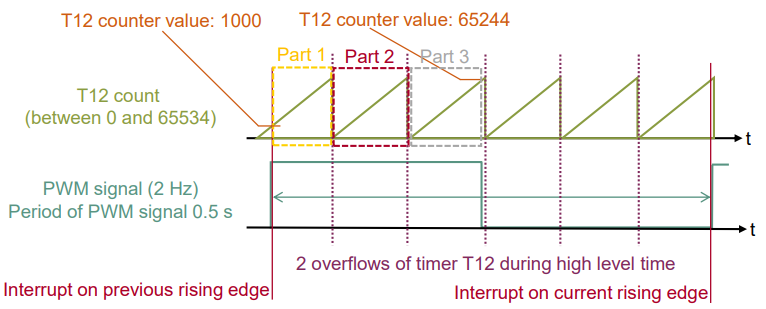 T12 counter value: 1000
T12 counter value: 65244
Part 1
Part 2
Part 3
T12 count
(between 0 and 65534)
t
PWM signal (2 Hz)
Period of PWM signal 0.5 s
t
2 overflows of timer T12 during high level time
Interrupt on previous rising edge
Interrupt on current rising edge